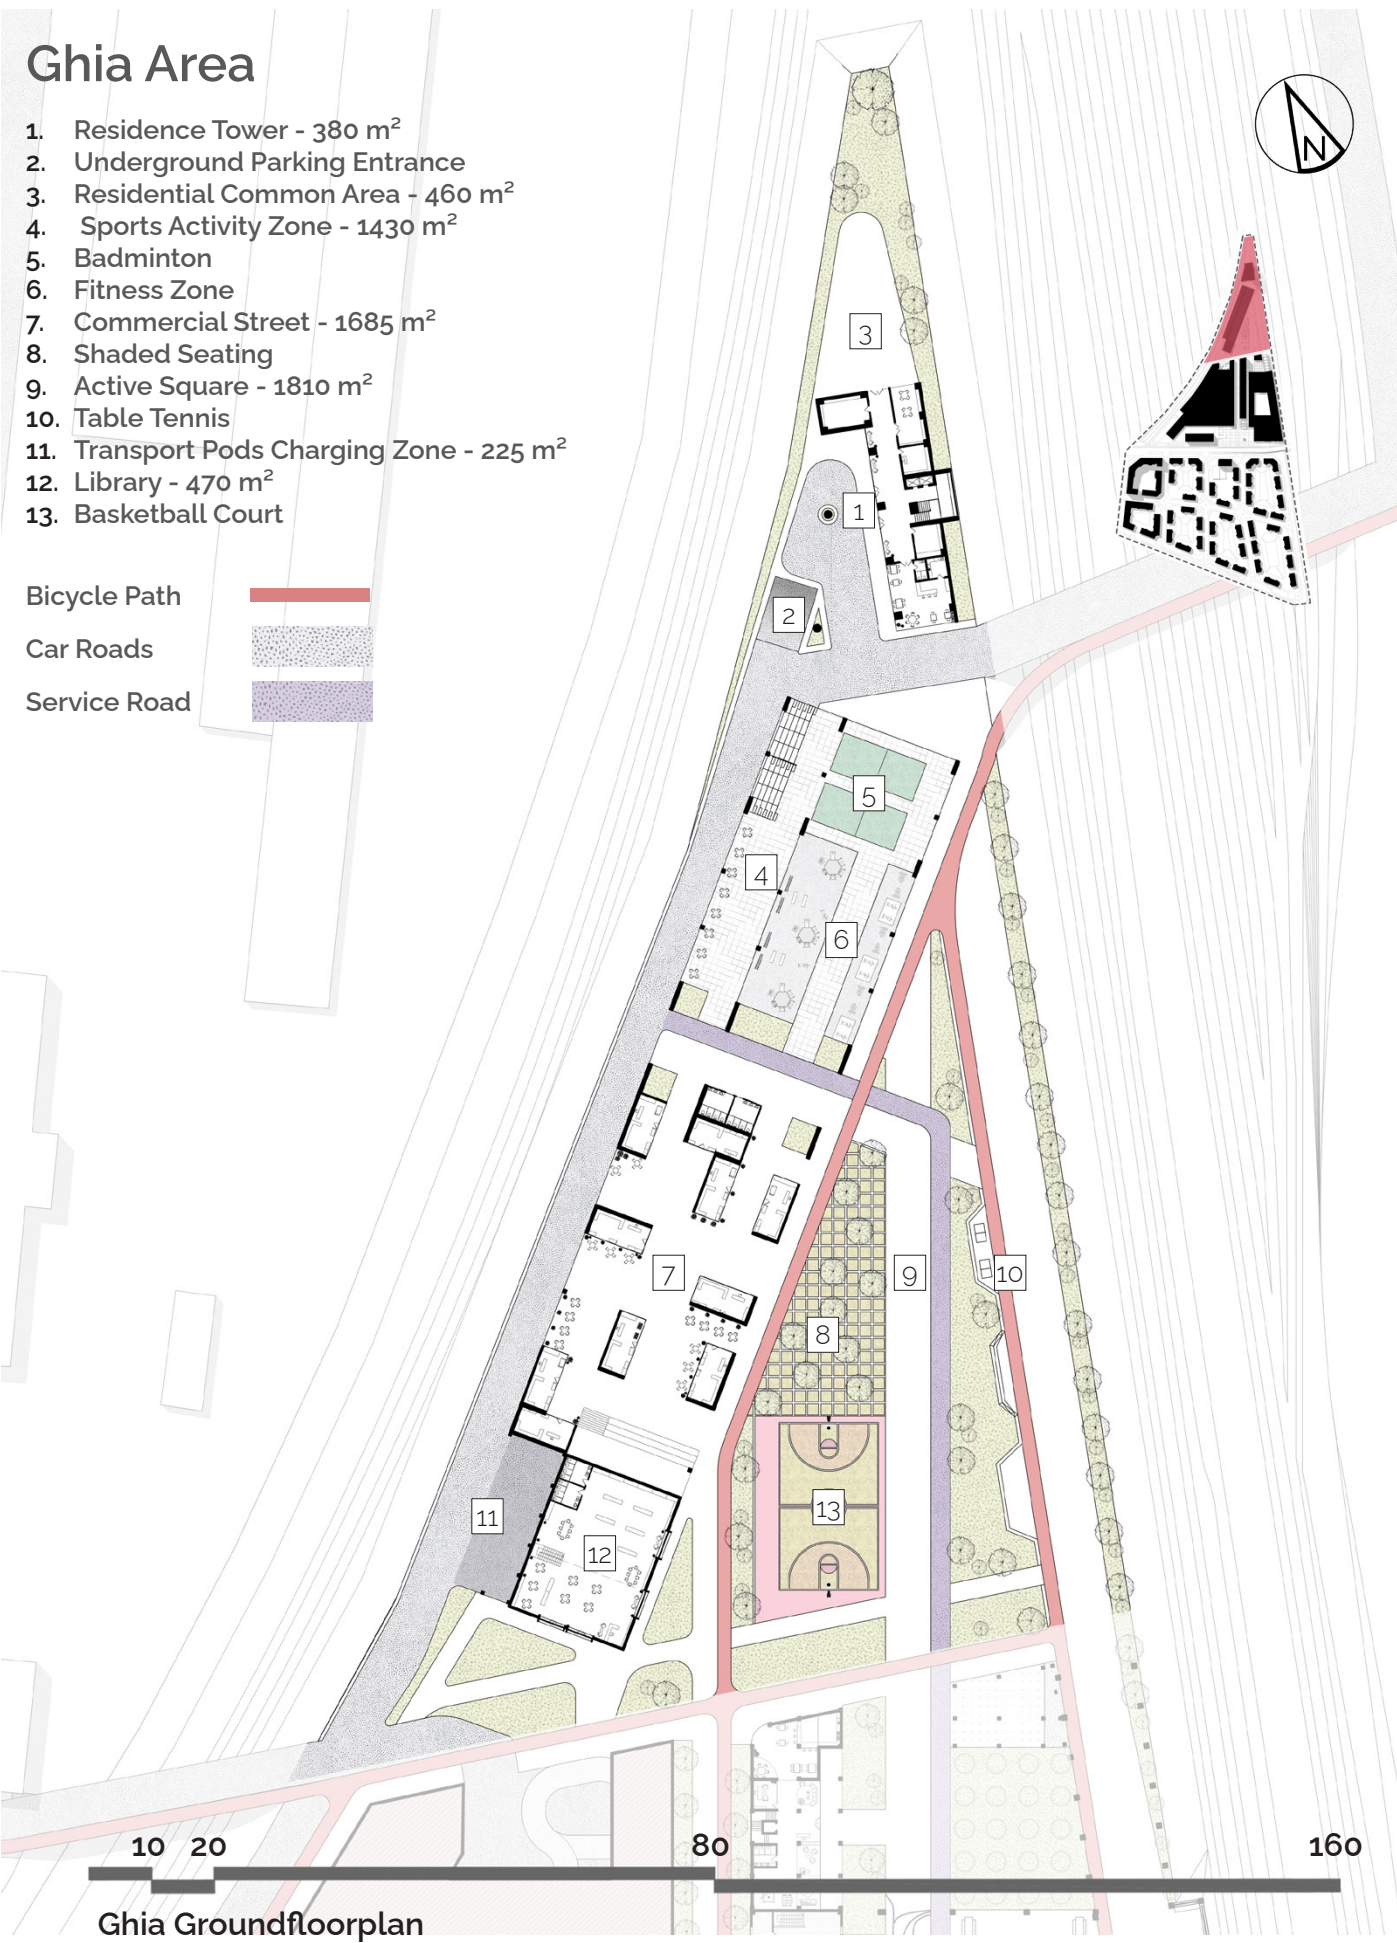 Ghia Area
1. Residence Tower - 380 m²
2. Underground Parking Entrance
3. Residential Common Area - 460 m²
4. Sports Activity Zone - 1430 m²
5. Badminton
6. Fitness Zone
7. Commercial Street - 1685 m²
8. Shaded Seating
9. Active Square - 1810 m²
10. Table Tennis
11. Transport Pods Charging Zone - 225 m²
12. Library - 470 m²
13. Basketball Court
Bicycle Path
Car Roads
Service Road
N
3
1
2
5
4
6
7
9
10
8
13
11
12
10 20 80 160
Ghia Groundfloorplan